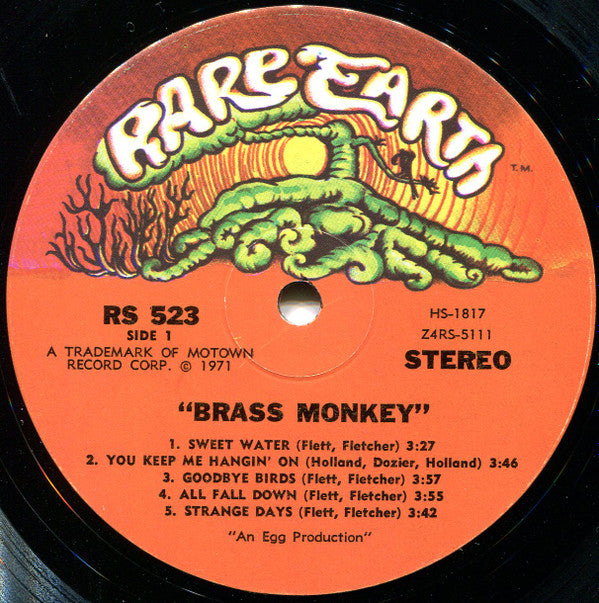 RARE EARTH
T.M.
RS 523
SIDE 1
A TRADEMARK OF MOTOWN
RECORD CORP. © 1971
HS-1817
Z4RS-5111
STEREO
"BRASS MONKEY"
1. SWEET WATER (Flett, Fletcher) 3:27
2. YOU KEEP ME HANGIN' ON (Holland, Dozier, Holland) 3:46
3. GOODBYE BIRDS (Flett, Fletcher) 3:57
4. ALL FALL DOWN (Flett, Fletcher) 3:55
5. STRANGE DAYS (Flett, Fletcher) 3:42
"An Egg Production"